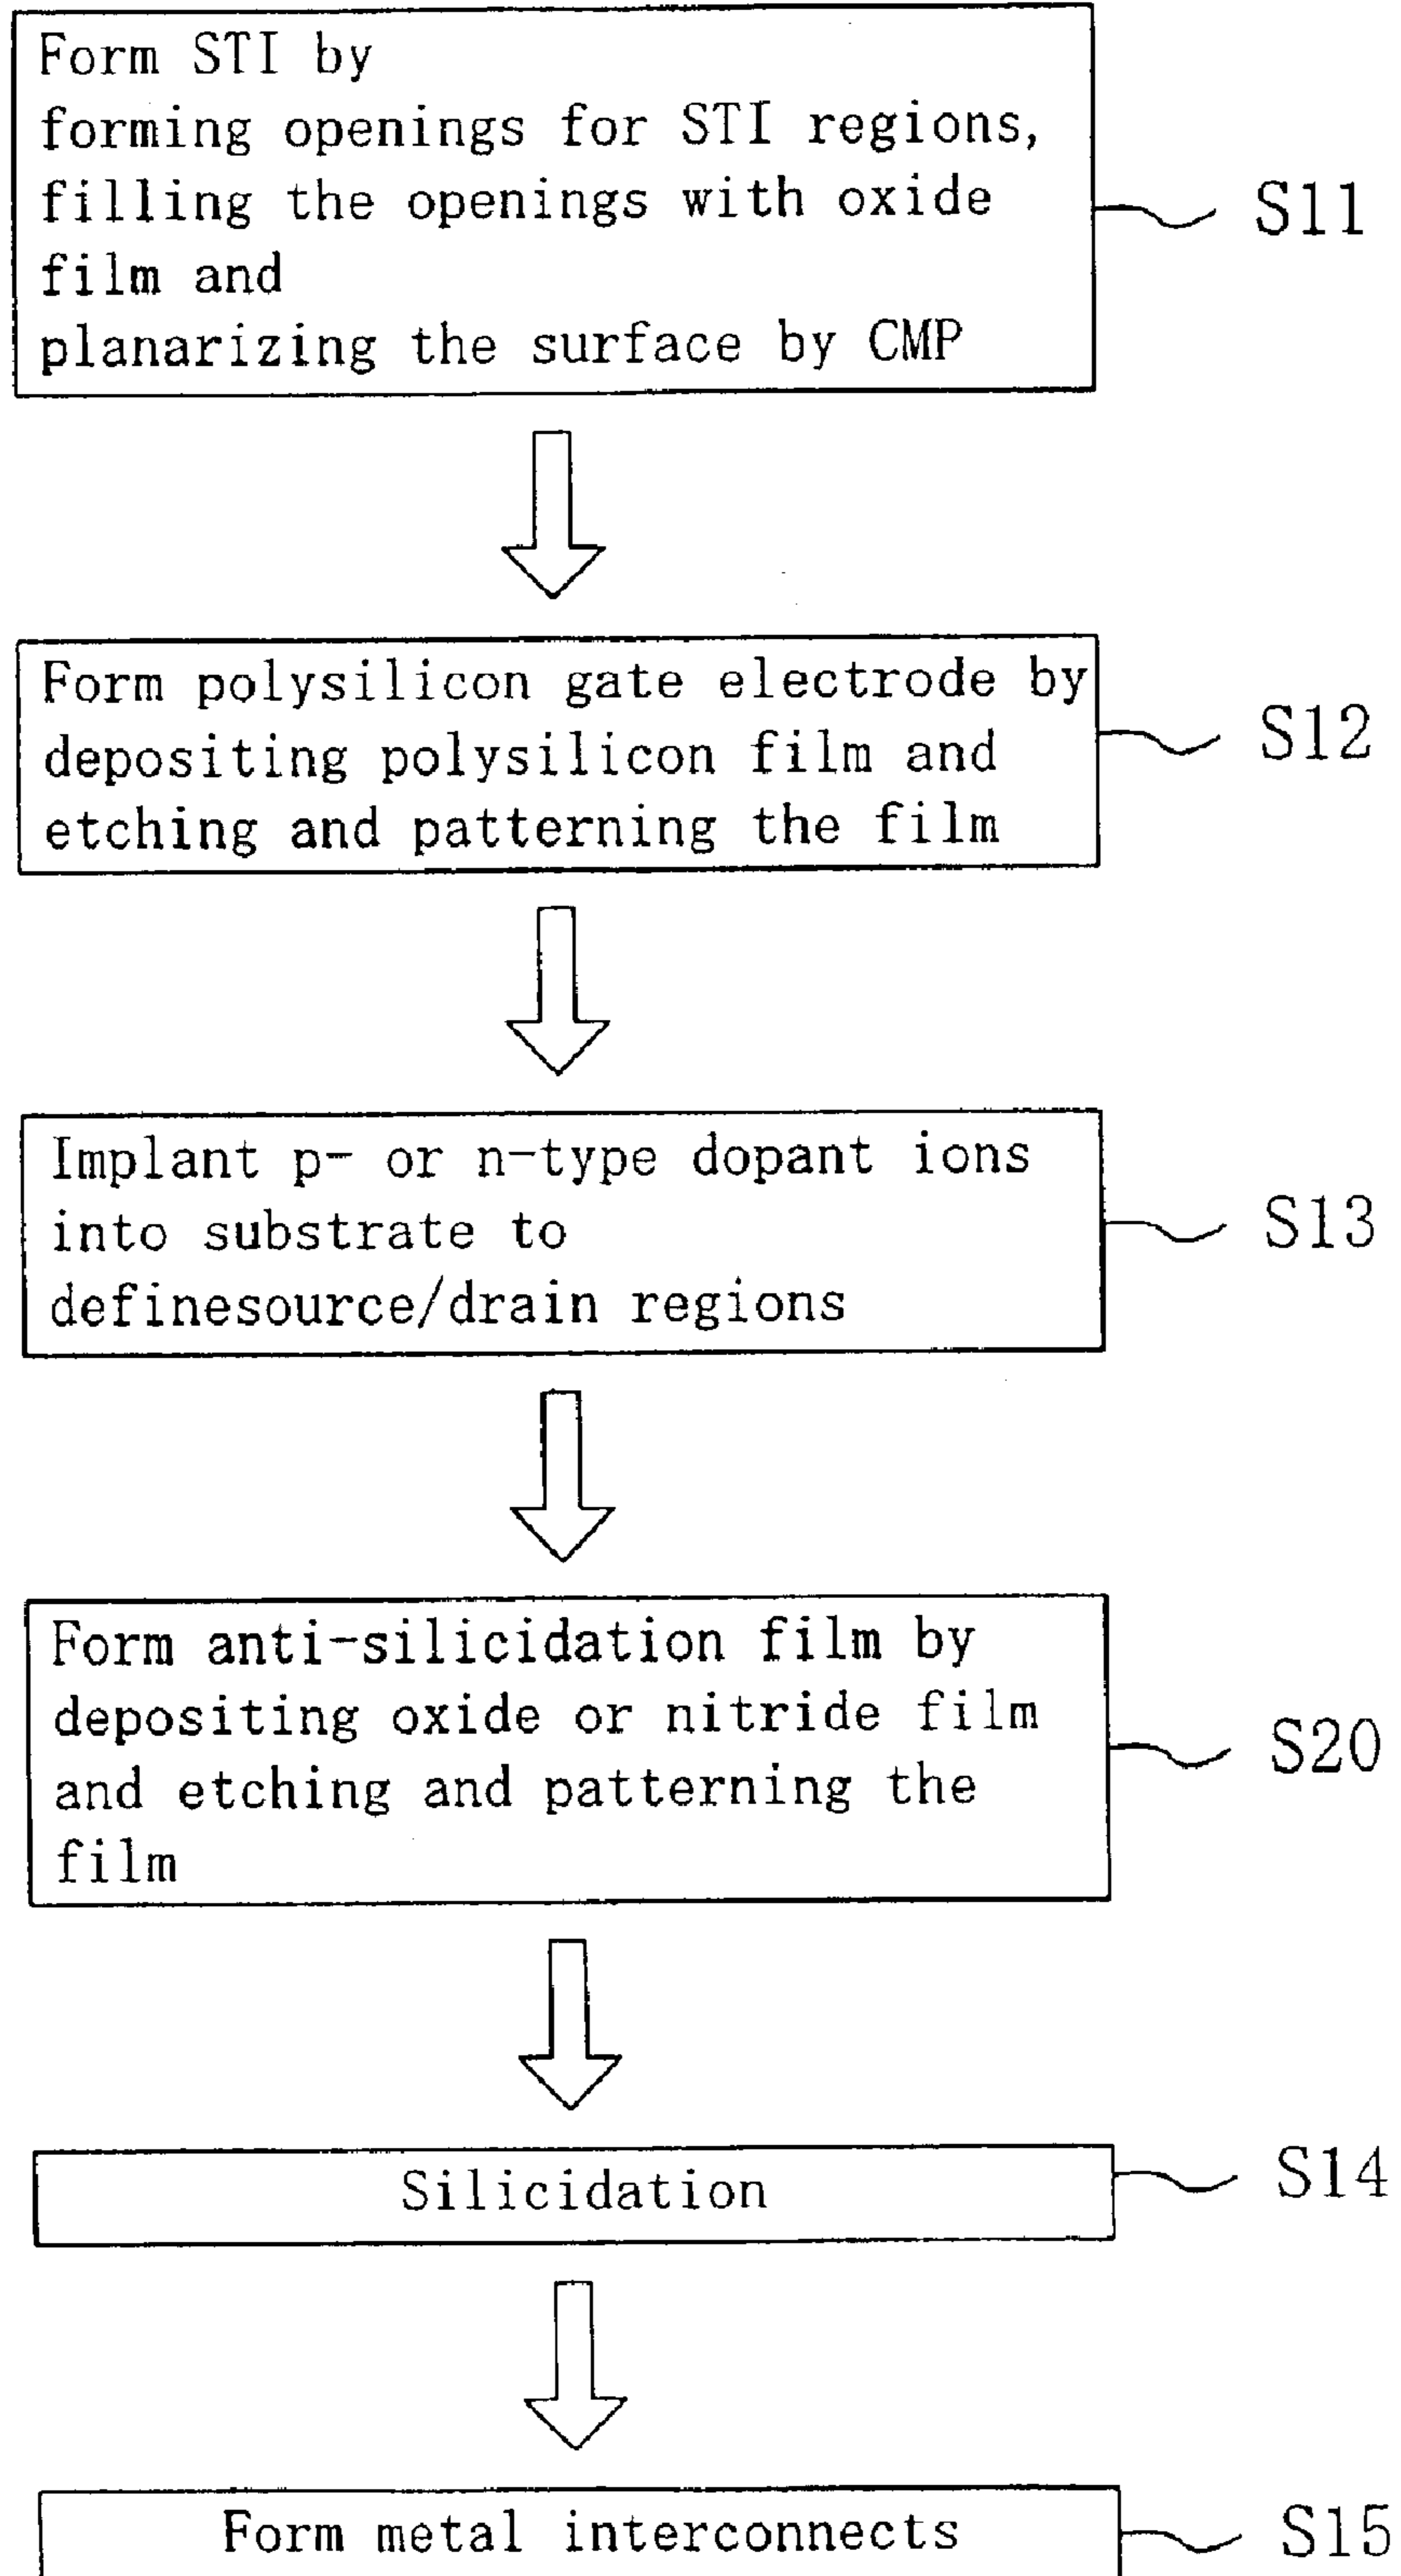 Form STI by
forming openings for STI regions,
filling the openings with oxide
film and
planarizing the surface by CMP
S11
Form polysilicon gate electrode by
depositing polysilicon film and
etching and patterning the film
S12
Implant p- or n-type dopant ions
into substrate to
definesource/drain regions
S13
Form anti-silicidation film by
depositing oxide or nitride film
and etching and patterning the
film
S20
Silicidation
S14
Form metal interconnects
S15